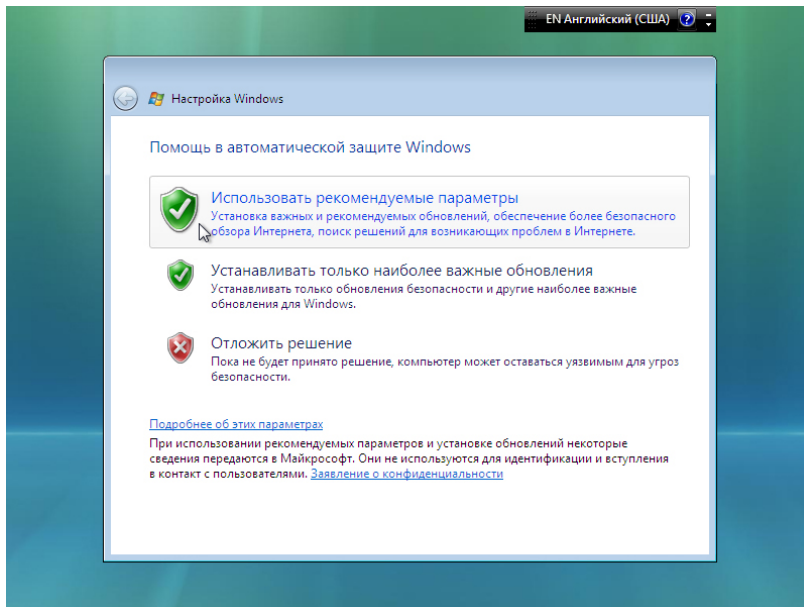 EN Английский (США)
Настройка Windows
Помощь в автоматической защите Windows
Использовать рекомендуемые параметры
Установка важных и рекомендуемых обновлений, обеспечение более безопасного
обзора Интернета, поиск решений для возникающих проблем в Интернете.
Устанавливать только наиболее важные обновления
Устанавливать только обновления безопасности и другие наиболее важные
обновления для Windows.
Отложить решение
Пока не будет принято решение, компьютер может оставаться уязвимым для угроз
безопасности.
Подробнее об этих параметрах
При использовании рекомендуемых параметров и установке обновлений некоторые
сведения передаются в Майкрософт. Они не используются для идентификации и вступления
в контакт с пользователями. Заявление о конфиденциальности